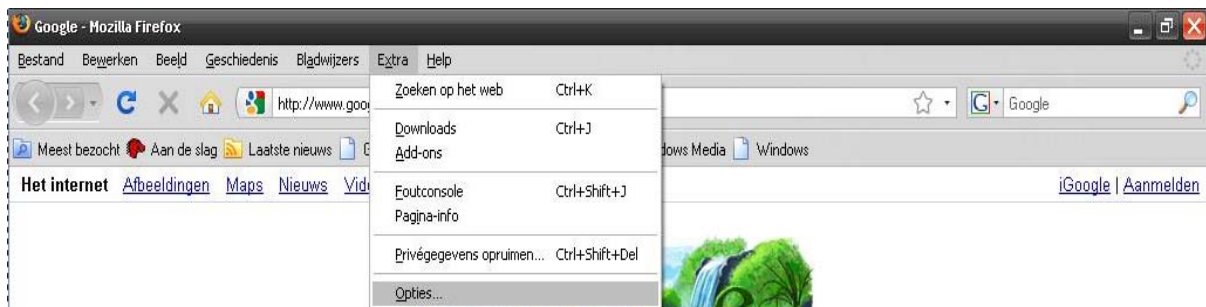 Google - Mozilla Firefox
Bestand Bewerken Beeld Geschiedenis Bladwijzers Extra Help
http://www.goo
Google
Meest bezocht Aan de slag Laatste nieuws G
dows Media Windows
Het internet Afbeeldingen Maps Nieuws Vide
iGoogle | Aanmelden
Zoeken op het web Ctrl+K
Downloads Ctrl+J
Add-ons
Foutconsole Ctrl+Shift+J
Pagina-info
Privégegevens opruimen... Ctrl+Shift+Del
Opties...